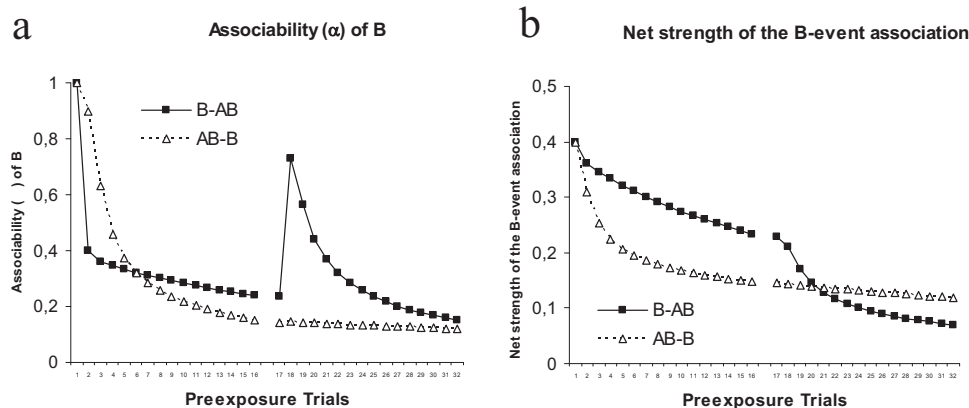 a
Associability (α) of B
Associability ( ) of B
1
0,8
0,6
0,4
0,2
0
B-AB
AB-B
1 2 3 4 5 6 7 8 9 10 11 12 13 14 15 16 17 18 19 20 21 22 23 24 25 26 27 28 29 30 31 32
Preexposure Trials
b
Net strength of the B-event association
Net strength of the B-event association
0,5
0,4
0,3
0,2
0,1
0
B-AB
AB-B
1 2 3 4 5 6 7 8 9 10 11 12 13 14 15 16 17 18 19 20 21 22 23 24 25 26 27 28 29 30 31 32
Preexposure Trials